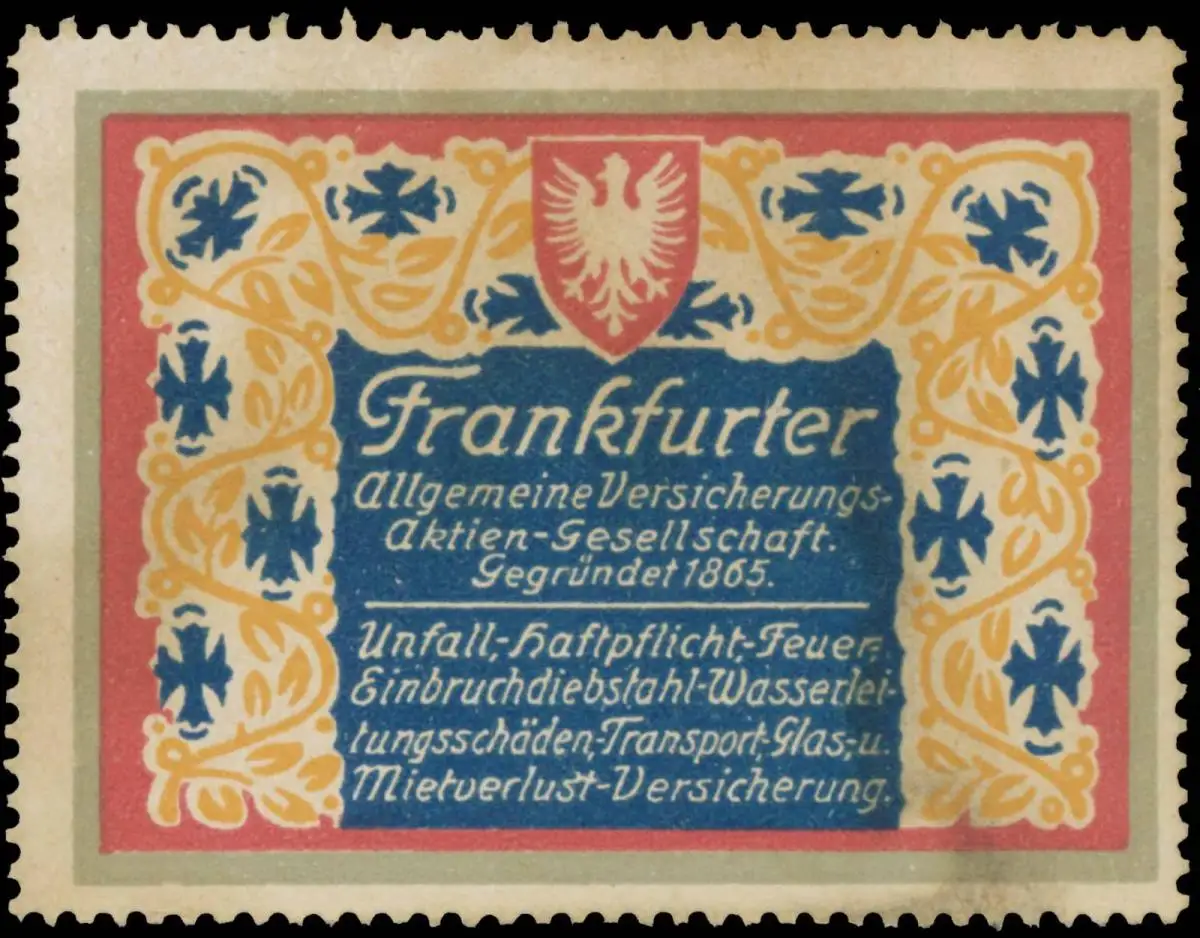 Frankfurter
Allgemeine Versicherungs-
Aktien-Gesellschaft.
Gegründet 1865.
Unfall,-Haftpflicht,-Feuer,-
Einbruchdiebstahl-Wasserlei-
tungsschäden,-Transport,-Glas,-u.
Mietverlust-Versicherung.